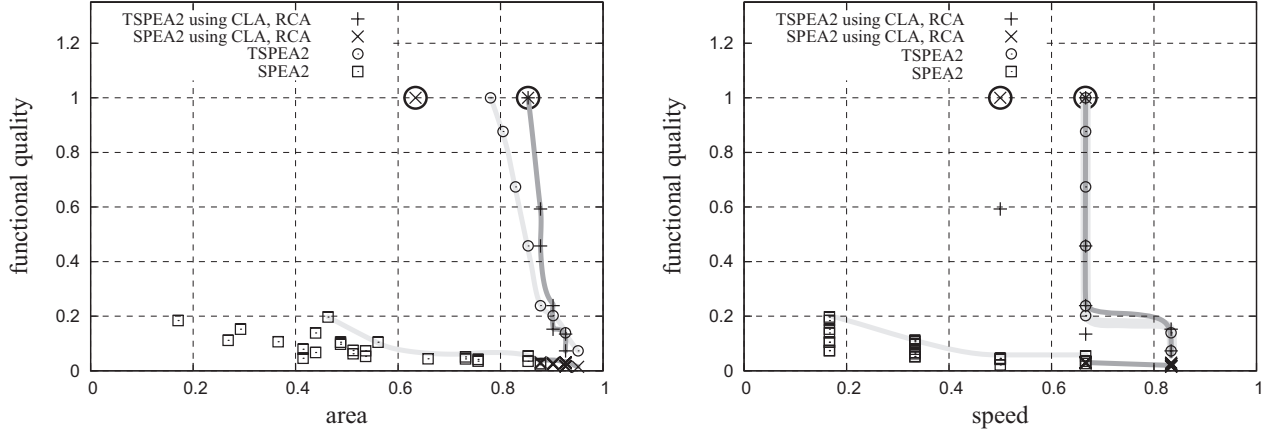 TSPEA2 using CLA, RCA
SPEA2 using CLA, RCA
TSPEA2
SPEA2
1.2
1
0.8
0.6
0.4
0.2
0
functional quality
0 0.2 0.4 0.6 0.8 1
area
TSPEA2 using CLA, RCA
SPEA2 using CLA, RCA
TSPEA2
SPEA2
1.2
1
0.8
0.6
0.4
0.2
0
functional quality
0 0.2 0.4 0.6 0.8 1
speed